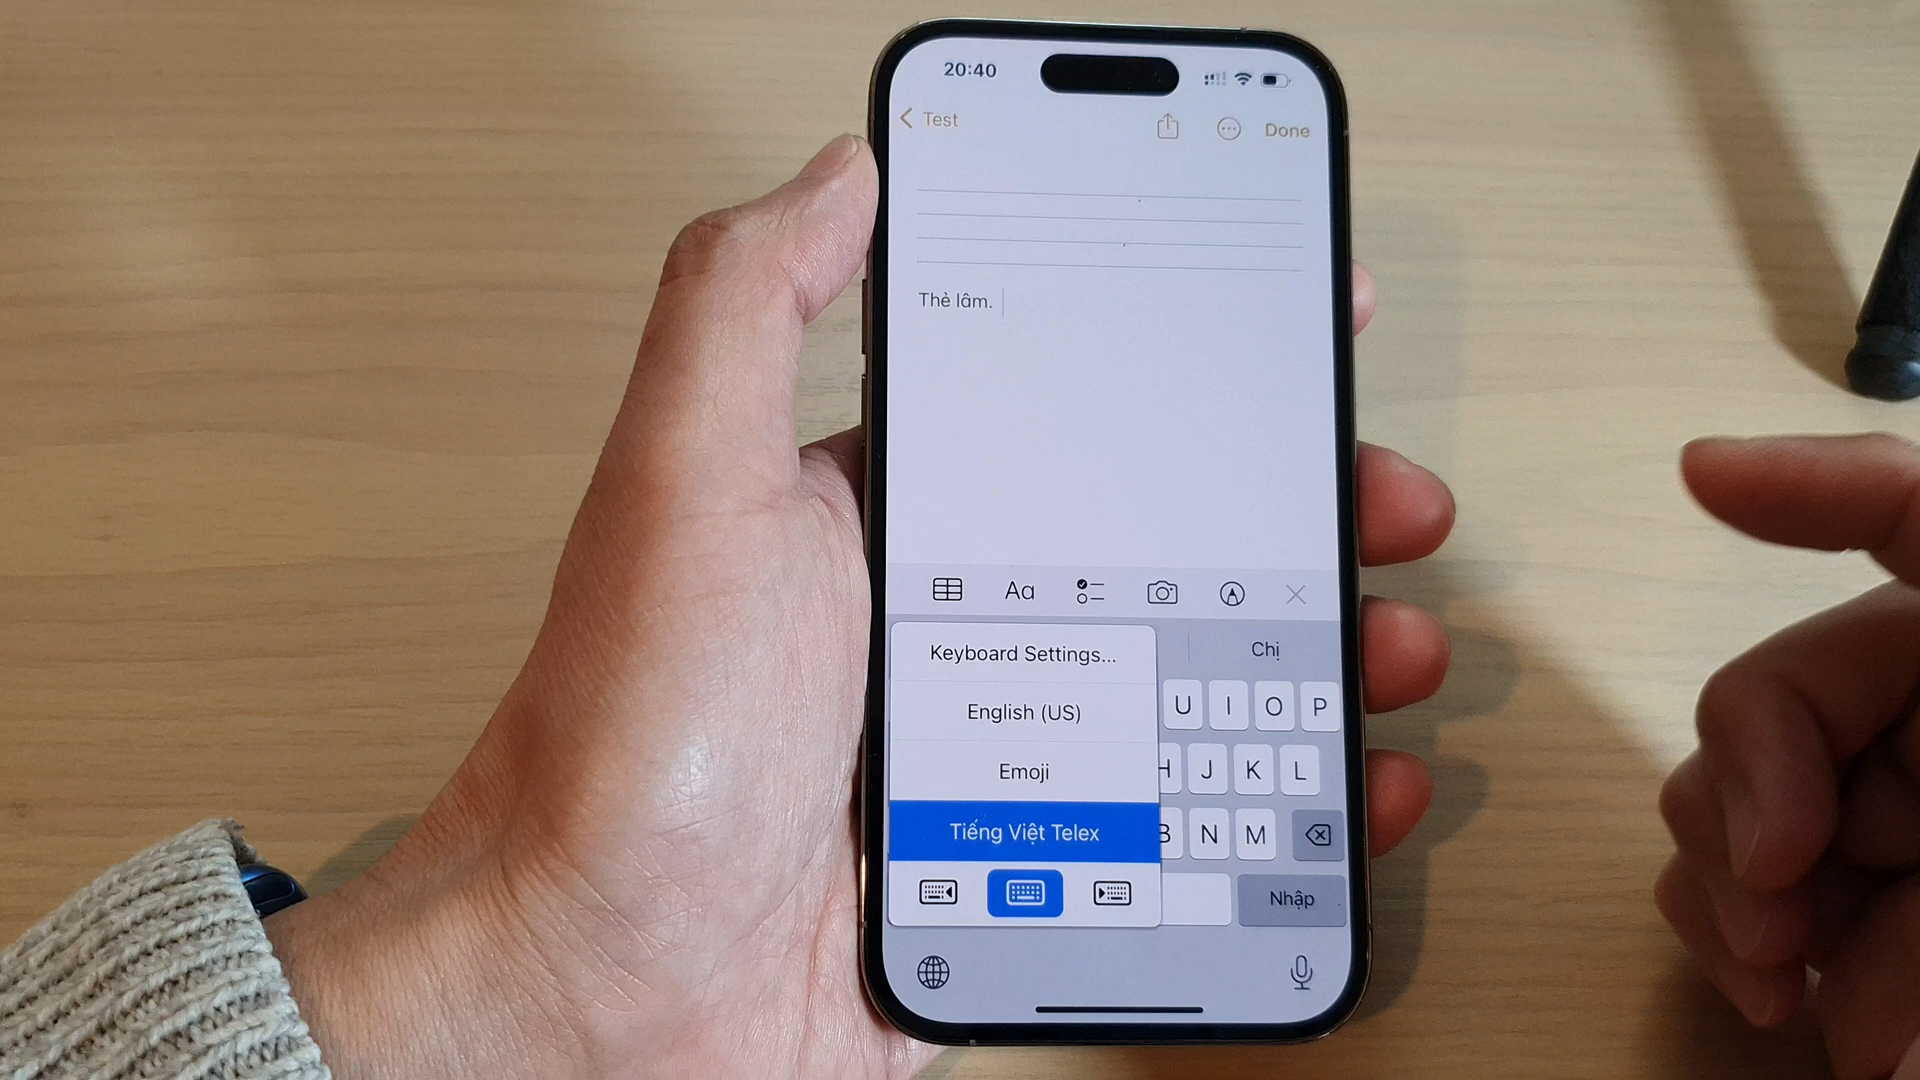 20:40
Test
Done
Thẻ lâm.
Aa
Keyboard Settings...
Chị
English (US)
U I O P
Emoji
H J K L
Tiếng Việt Telex
B N M
Nhập